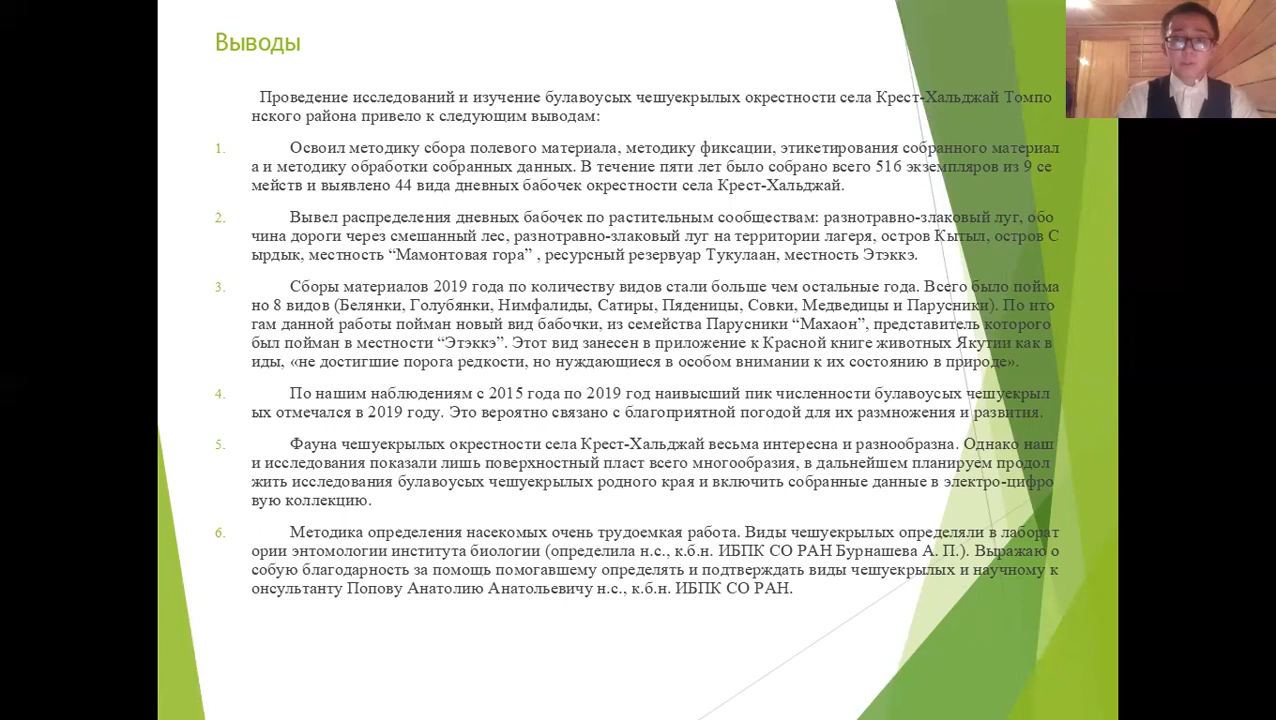 Выводы
Проведение исследований и изучение булавоусых чешуекрылых окрестности села Крест-Хальджай Томпо
нского района привело к следующим выводам:
1. Освоил методику сбора полевого материала, методику фиксации, этикетирования собранного материал
а и методику обработки собранных данных. В течение пяти лет было собрано всего 516 экземпляров из 9 се
мейств и выявлено 44 вида дневных бабочек окрестности села Крест-Хальджай.
2. Вывел распределения дневных бабочек по растительным сообществам: разнотравно-злаковый луг, обо
чина дороги через смешанный лес, разнотравно-злаковый луг на территории лагеря, остров Кытыл, остров С
ырдык, местность “Мамонтовая гора” , ресурсный резервуар Тукулаан, местность Этэккэ.
3. Сборы материалов 2019 года по количеству видов стали больше чем остальные года. Всего было пойма
но 8 видов (Белянки, Голубянки, Нимфалиды, Сатиры, Пяденицы, Совки, Медведицы и Парусники). По ито
гам данной работы пойман новый вид бабочки, из семейства Парусники “Махаон”, представитель которого
был пойман в местности “Этэккэ”. Этот вид занесен в приложение к Красной книге животных Якутии как в
иды, «не достигшие порога редкости, но нуждающиеся в особом внимании к их состоянию в природе».
4. По нашим наблюдениям с 2015 года по 2019 год наивысший пик численности булавоусых чешуекрыл
ых отмечался в 2019 году. Это вероятно связано с благоприятной погодой для их размножения и развития.
5. Фауна чешуекрылых окрестности села Крест-Хальджай весьма интересна и разнообразна. Однако наш
и исследования показали лишь поверхностный пласт всего многообразия, в дальнейшем планируем продол
жить исследования булавоусых чешуекрылых родного края и включить собранные данные в электро-цифро
вую коллекцию.
6. Методика определения насекомых очень трудоемкая работа. Виды чешуекрылых определяли в лаборат
ории энтомологии института биологии (определила н.с., к.б.н. ИБПК СО РАН Бурнашева А. П.). Выражаю о
собую благодарность за помощь помогавшему определять и подтверждать виды чешуекрылых и научному к
онсультанту Попову Анатолию Анатольевичу н.с., к.б.н. ИБПК СО РАН.